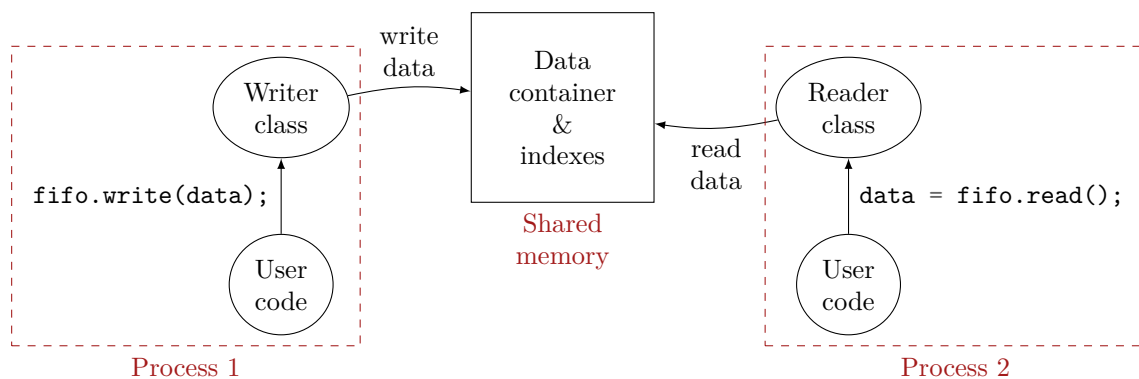 Writer
class
fifo.write(data);
User
code
Process 1
write
data
Data
container
&
indexes
Shared
memory
read
data
Reader
class
data = fifo.read();
User
code
Process 2